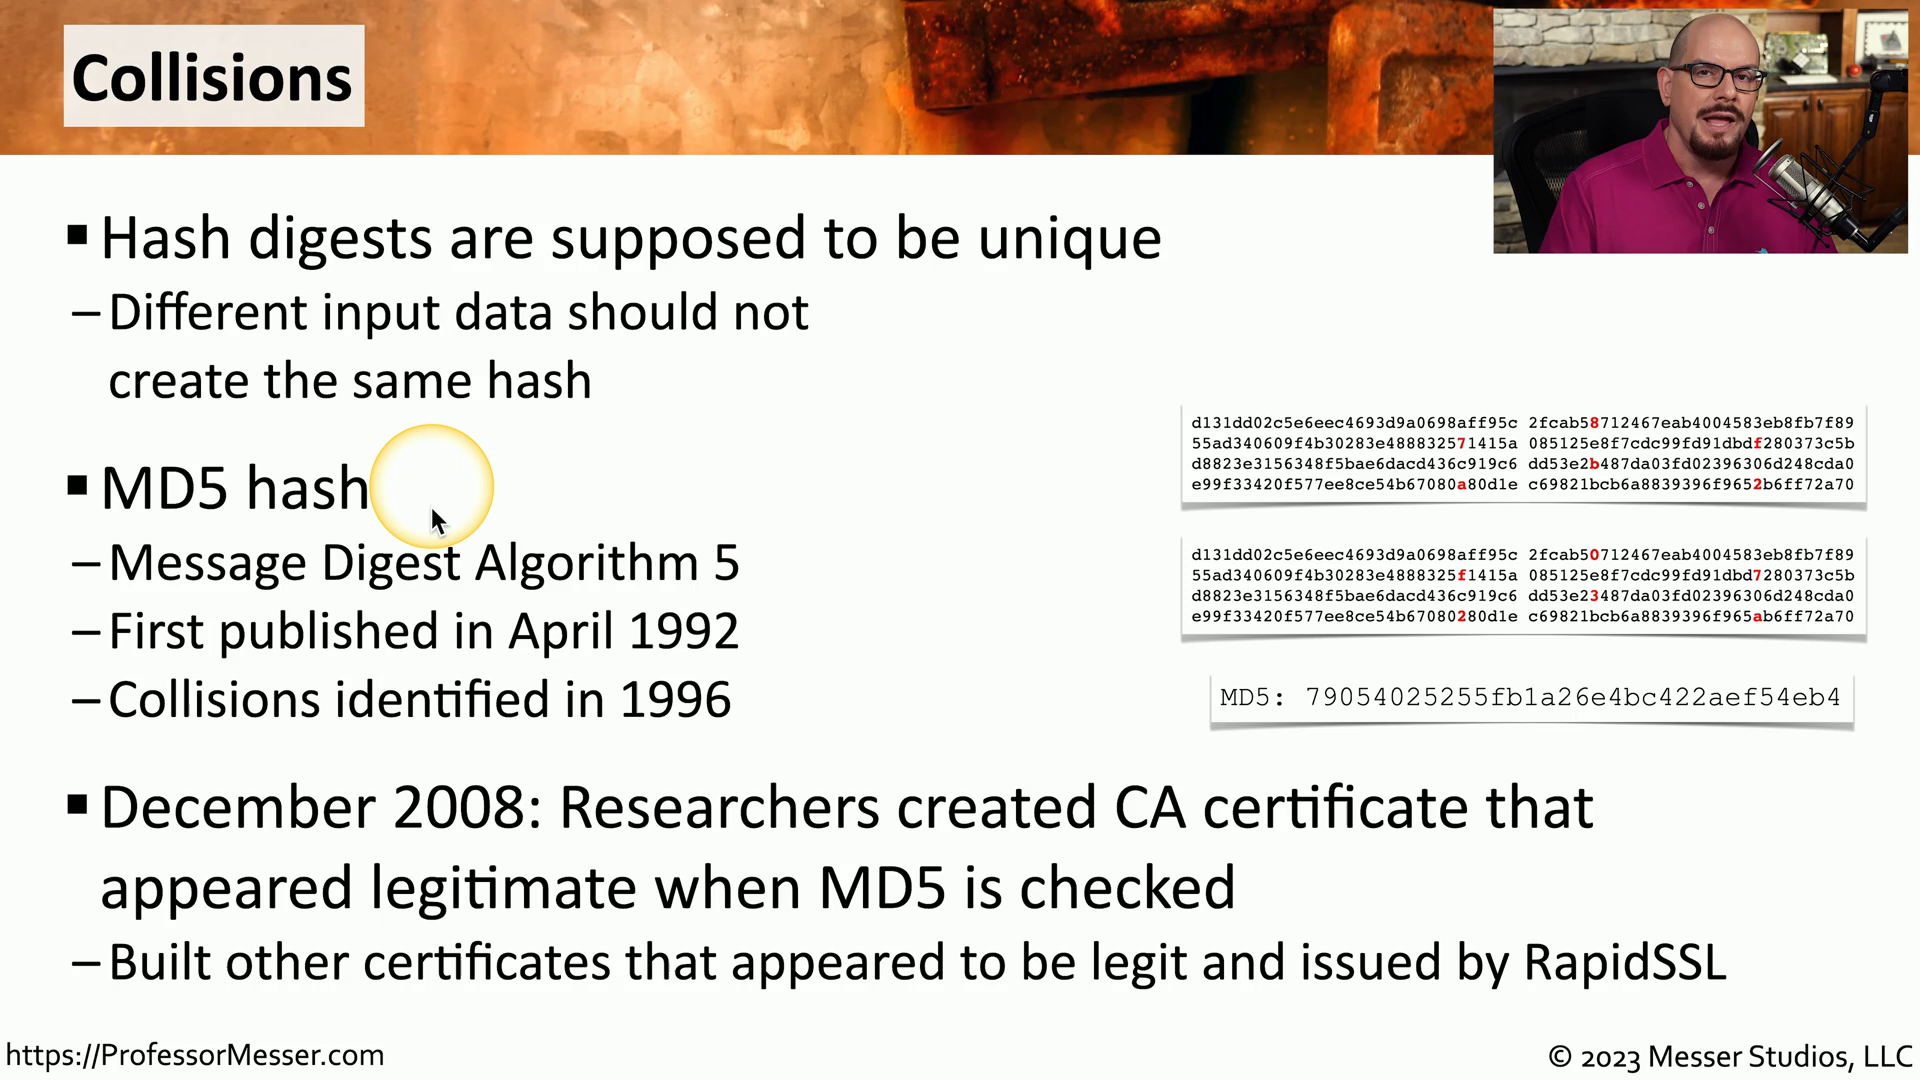 Collisions
■ Hash digests are supposed to be unique
– Different input data should not
create the same hash
■ MD5 hash
– Message Digest Algorithm 5
– First published in April 1992
– Collisions identified in 1996
■ December 2008: Researchers created CA certificate that
appeared legitimate when MD5 is checked
– Built other certificates that appeared to be legit and issued by RapidSSL
d131dd02c5e6eec4693d9a0698aff95c 2fcab58712467eab4004583eb8fb7f89
55ad340609f4b30283e488832571415a 085125e8f7cdc99fd91dbdf280373c5b
d8823e3156348f5bae6dacd436c919c6 dd53e2b487da03fd02396306d248cda0
e99f33420f577ee8ce54b67080a80d1e c69821bcb6a8839396f9652b6ff72a70
d131dd02c5e6eec4693d9a0698aff95c 2fcab50712467eab4004583eb8fb7f89
55ad340609f4b30283e4888325f1415a 085125e8f7cdc99fd91dbd7280373c5b
d8823e3156348f5bae6dacd436c919c6 dd53e23487da03fd02396306d248cda0
e99f33420f577ee8ce54b67080280d1e c69821bcb6a8839396f965ab6ff72a70
MD5: 79054025255fb1a26e4bc422aef54eb4
https://ProfessorMesser.com
© 2023 Messer Studios, LLC